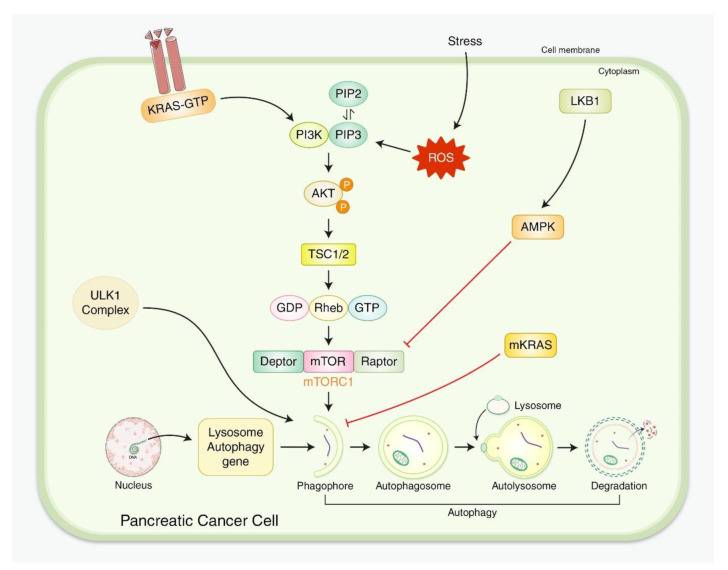 Stress
Cell membrane
Cytoplasm
KRAS-GTP
PIP2
LKB1
PI3K
PIP3
ROS
AKT
P
P
AMPK
TSC1/2
ULK1
Complex
GDP
Rheb
GTP
mKRAS
Deptor
mTOR
Raptor
mTORC1
Lysosome
Lysosome
Autophagy
gene
DNA
Nucleus
Phagophore
Autophagosome
Autolysosome
Degradation
Autophagy
Pancreatic Cancer Cell